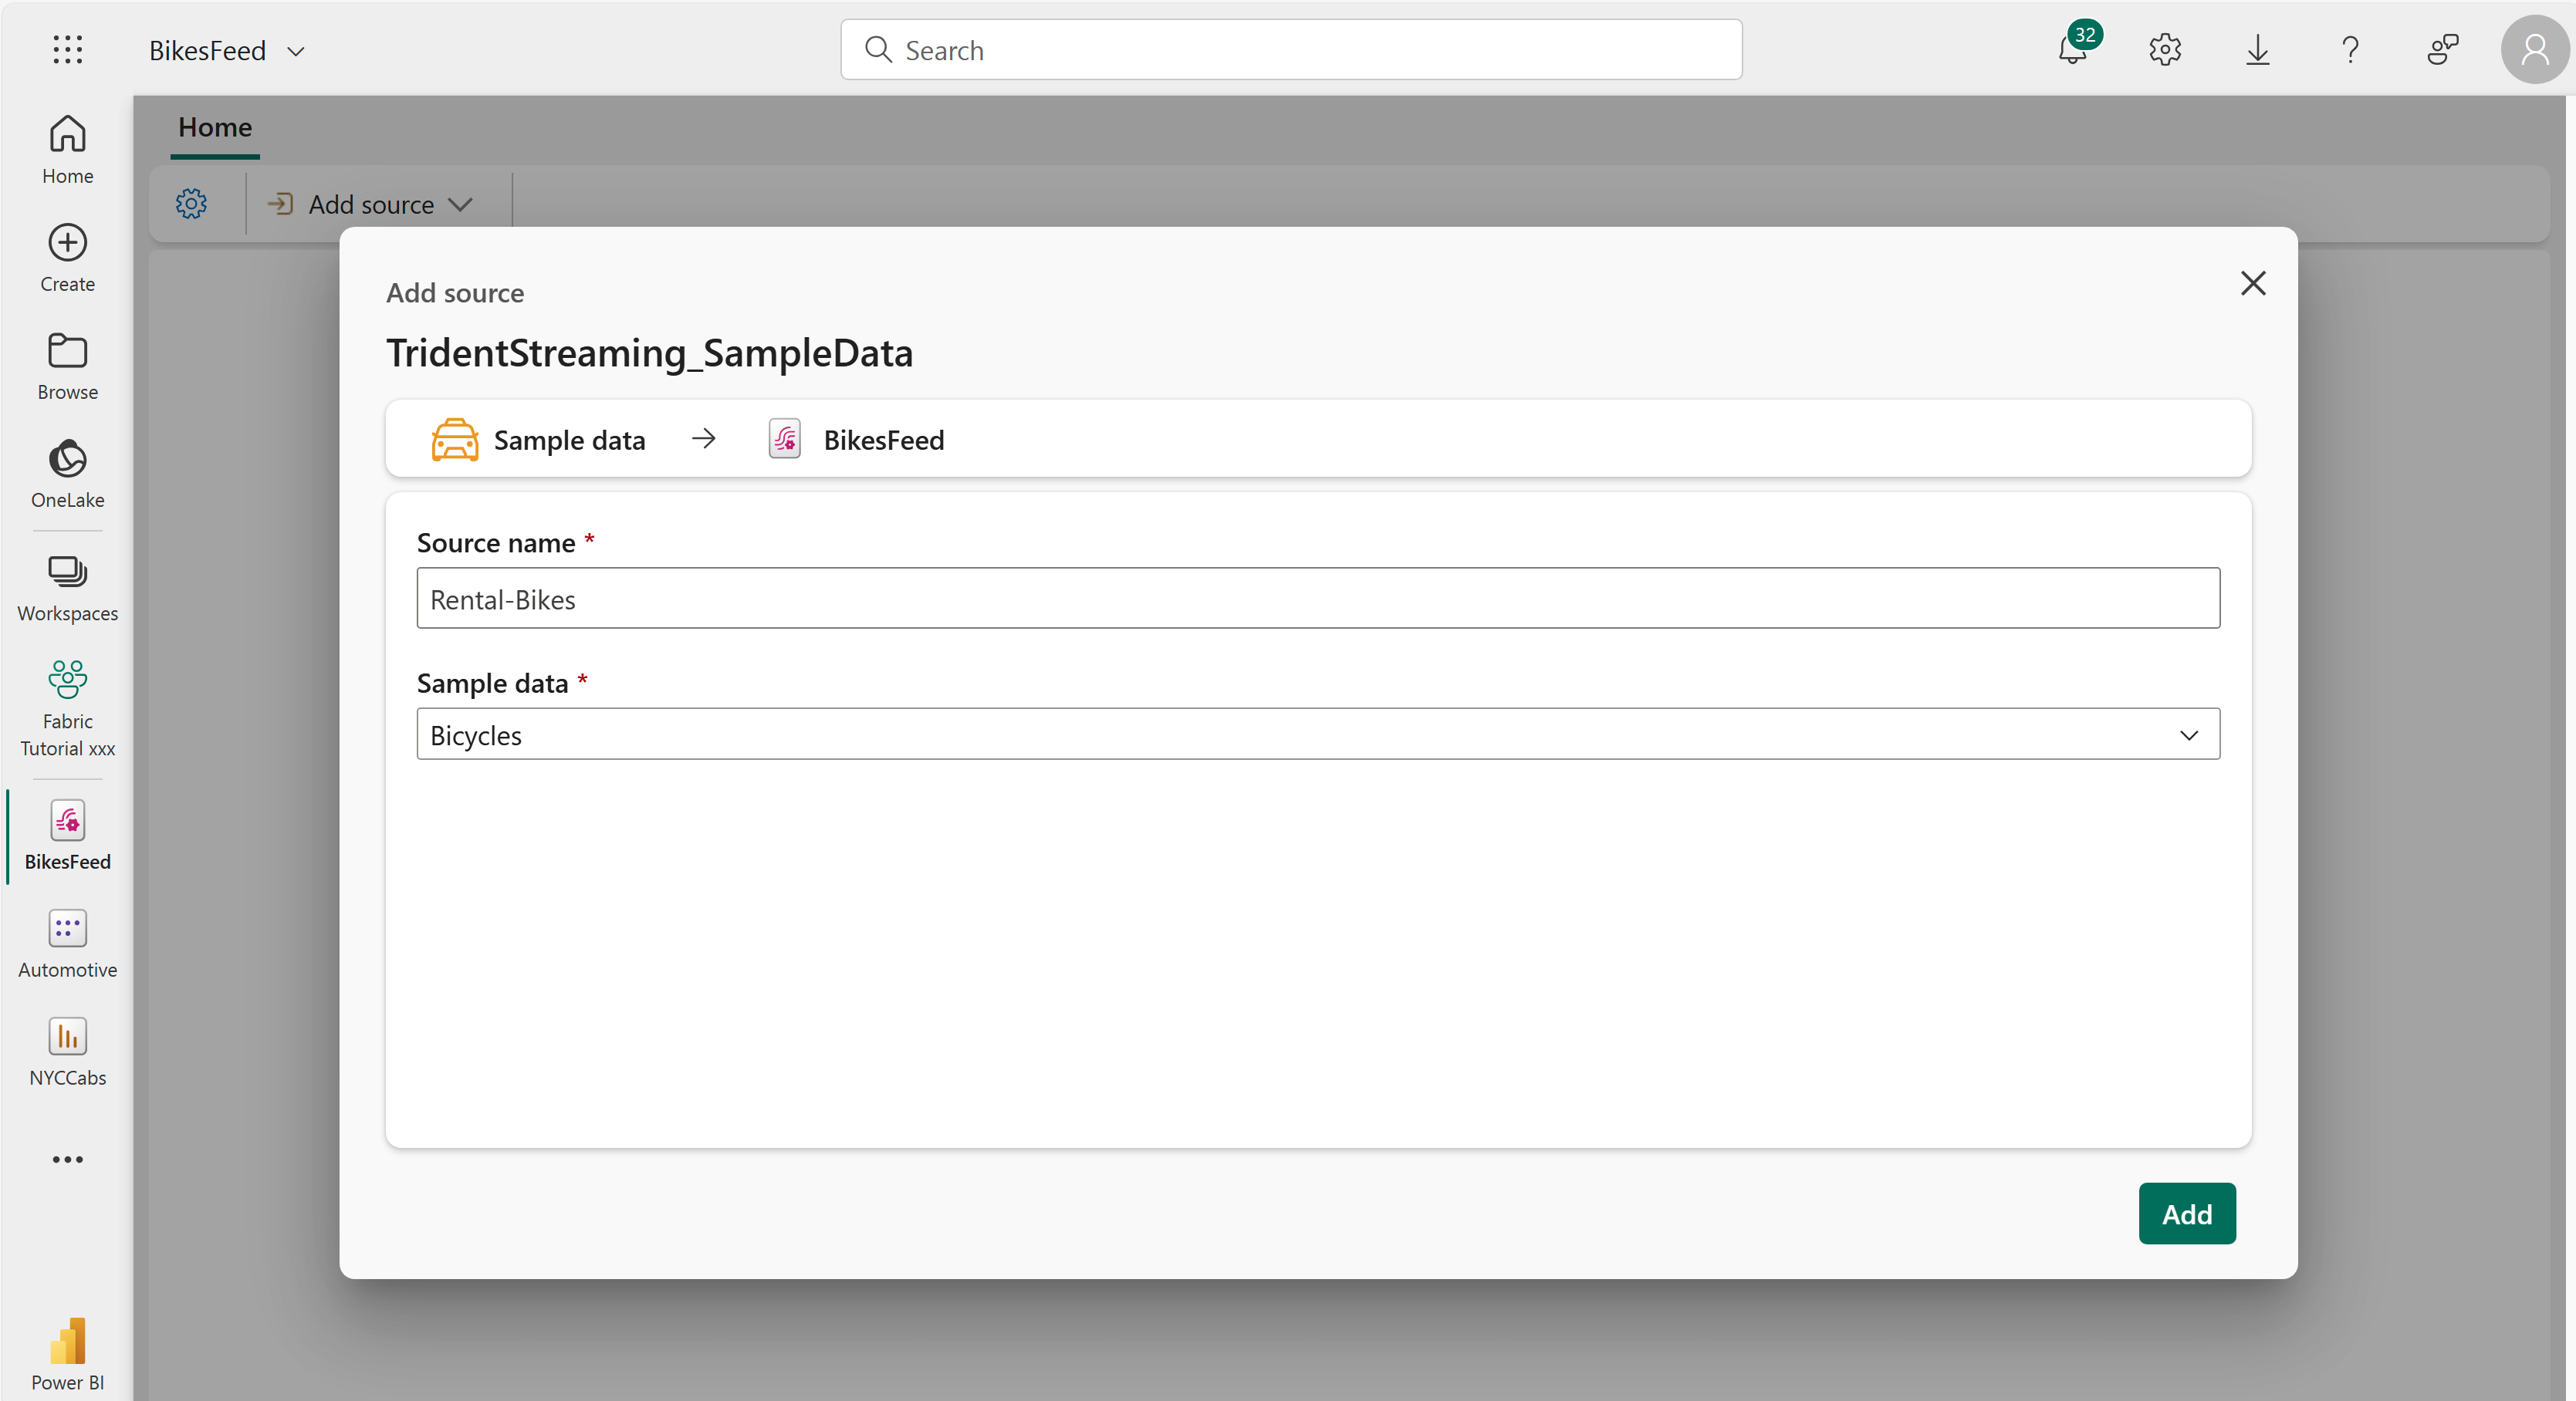 BikesFeed
Search
32
Home
Create
Browse
OneLake
Workspaces
Fabric
Tutorial xxx
BikesFeed
Automotive
NYCCabs
Power BI
Home
Add source
Add source
TridentStreaming_SampleData
Sample data → BikesFeed
Source name *
Rental-Bikes
Sample data *
Bicycles
Add